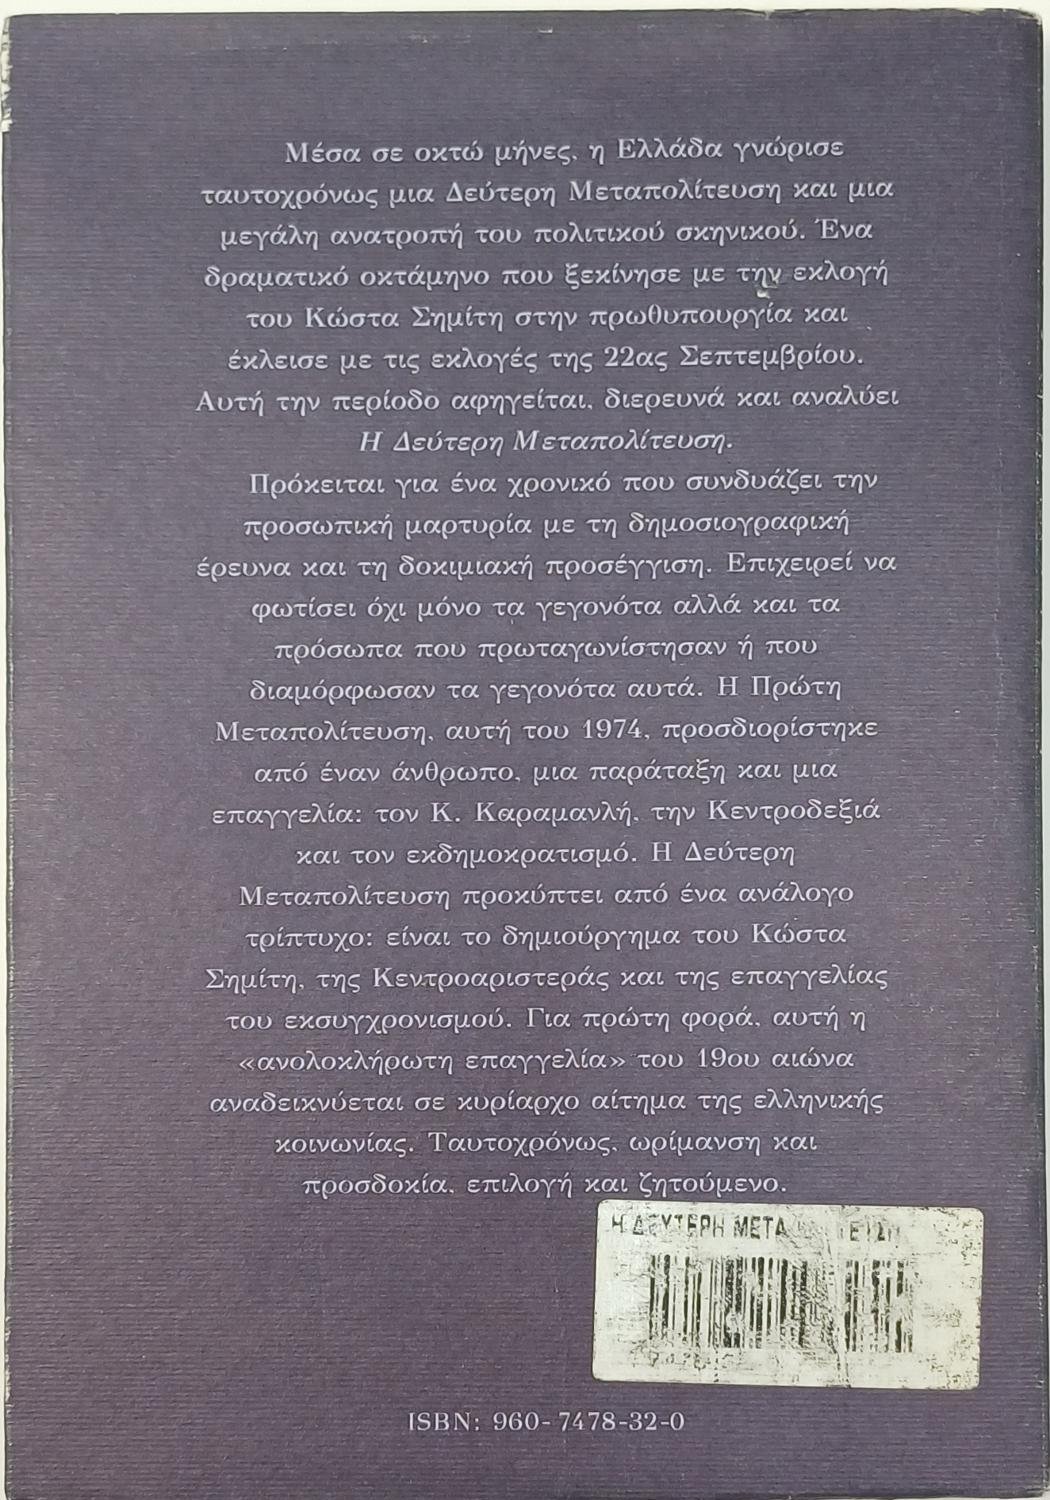 Μέσα σε οκτώ μήνες, η Ελλάδα γνώρισε
ταυτοχρόνως μια Δεύτερη Μεταπολίτευση και μια
μεγάλη ανατροπή του πολιτικού σκηνικού. Ένα
δραματικό οκτάμηνο που ξεκίνησε με την εκλογή
του Κώστα Σημίτη στην πρωθυπουργία και
έκλεισε με τις εκλογές της 22ας Σεπτεμβρίου.
Αυτή την περίοδο αφηγείται, διερευνά και αναλύει
Η Δεύτερη Μεταπολίτευση.
Πρόκειται για ένα χρονικό που συνδυάζει την
προσωπική μαρτυρία με τη δημοσιογραφική
έρευνα και τη δοκιμιακή προσέγγιση. Επιχειρεί να
φωτίσει όχι μόνο τα γεγονότα αλλά και τα
πρόσωπα που πρωταγωνίστησαν ή που
διαμόρφωσαν τα γεγονότα αυτά. Η Πρώτη
Μεταπολίτευση, αυτή του 1974, προσδιορίστηκε
από έναν άνθρωπο, μια παράταξη και μια
επαγγελία: τον Κ. Καραμανλή, την Κεντροδεξιά
και τον εκδημοκρατισμό. Η Δεύτερη
Μεταπολίτευση προκύπτει από ένα ανάλογο
τρίπτυχο: είναι το δημιούργημα του Κώστα
Σημίτη, της Κεντροαριστεράς και της επαγγελίας
του εκσυγχρονισμού. Για πρώτη φορά, αυτή η
«ανολοκλήρωτη επαγγελία» του 19ου αιώνα
αναδεικνύεται σε κυρίαρχο αίτημα της ελληνικής
κοινωνίας. Ταυτοχρόνως, ωρίμανση και
προσδοκία, επιλογή και ζητούμενο.
Η ΔΕΥΤΕΡΗ
ISBN: 960-7478-32-0